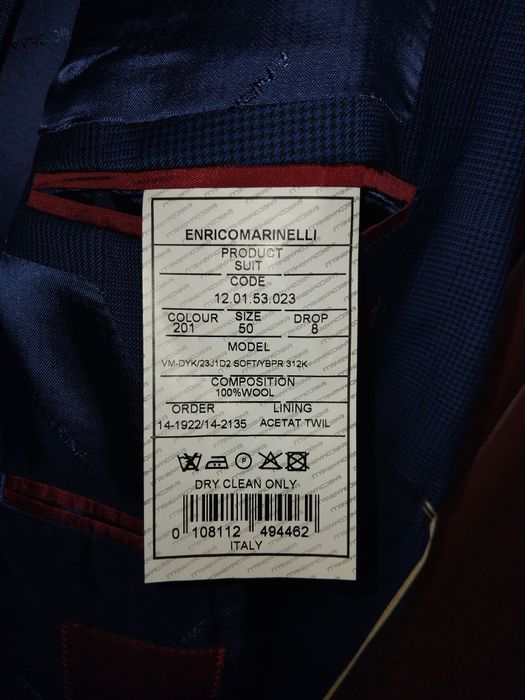 ENRICOMARINELLI
PRODUCT
SUIT
CODE
12.01.53.023
COLOUR SIZE DROP
201 50 8
MODEL
VM-DYK/23J1D2 SOFT/YBPR 312K
COMPOSITION
100%WOOL
ORDER LINING
14-1922/14-2135 ACETAT TWIL
DRY CLEAN ONLY
0 108112 494462
ITALY